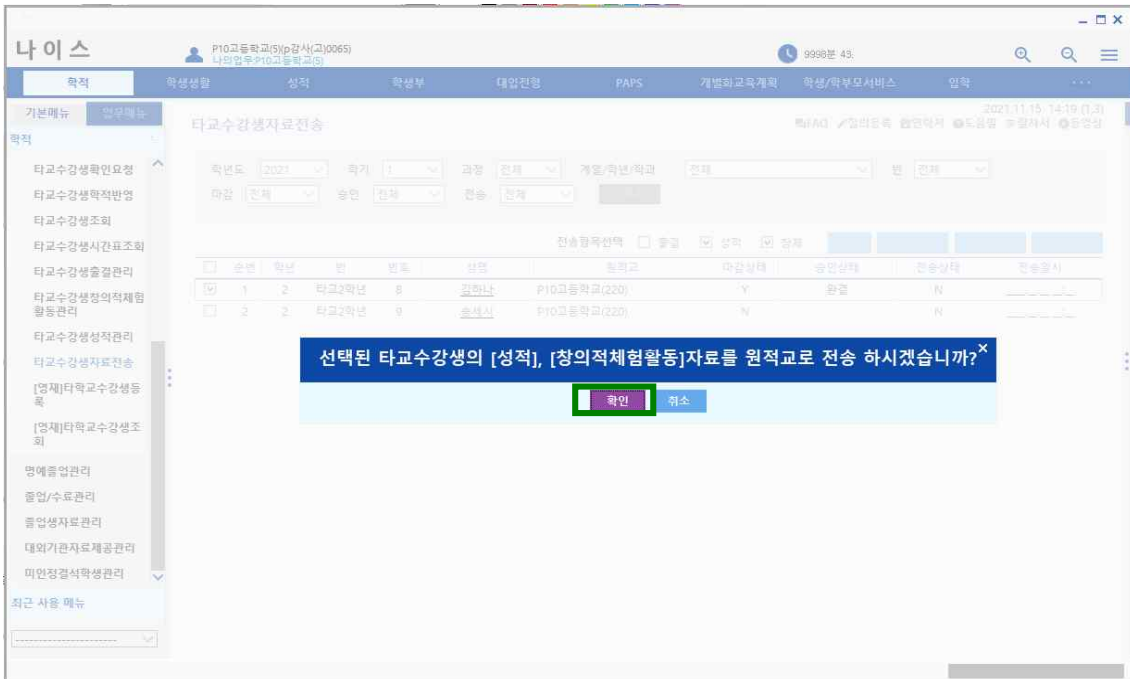 나이스
P10고등학교(5)(p강사(고)0065)
나의업무:P10고등학교(5)
9998분 43.
학적 학생생활 성적 학생부 대입전형 PAPS 개별화교육계획 학생/학부모서비스 입학 ···
기본메뉴 업무메뉴
2021.11.15. 14:19 (1,3)
학적
타교수강생자료전송
FAQ 질의등록 연락처 도움말 절차서 동영상
타교수강생확인요청
타교수강생학적반영
타교수강생조회
타교수강생시간표조회
타교수강생출결관리
타교수강생창의적체험
활동관리
타교수강생성적관리
타교수강생자료전송
[영재]타학교수강생등
록
[영재]타학교수강생조
회
명예졸업관리
졸업/수료관리
졸업생자료관리
대외기관자료제공관리
미인정결석학생관리
최근 사용 메뉴
학년도 2021 학기 1 과정 전체 계열/학년/학과 전체 반 전체
마감 전체 승인 전체 전송 전체
전송항목선택 출결 성적 창체
순번 학년 반 번호 성명 원적교 마감상태 승인상태 전송상태 전송일시
1 2 타교2학년 8 김하나 P10고등학교(220) Y 완결 N
2 2 타교2학년 9 송세시 P10고등학교(220) N N
선택된 타교수강생의 [성적], [창의적체험활동]자료를 원적교로 전송 하시겠습니까?
확인 취소